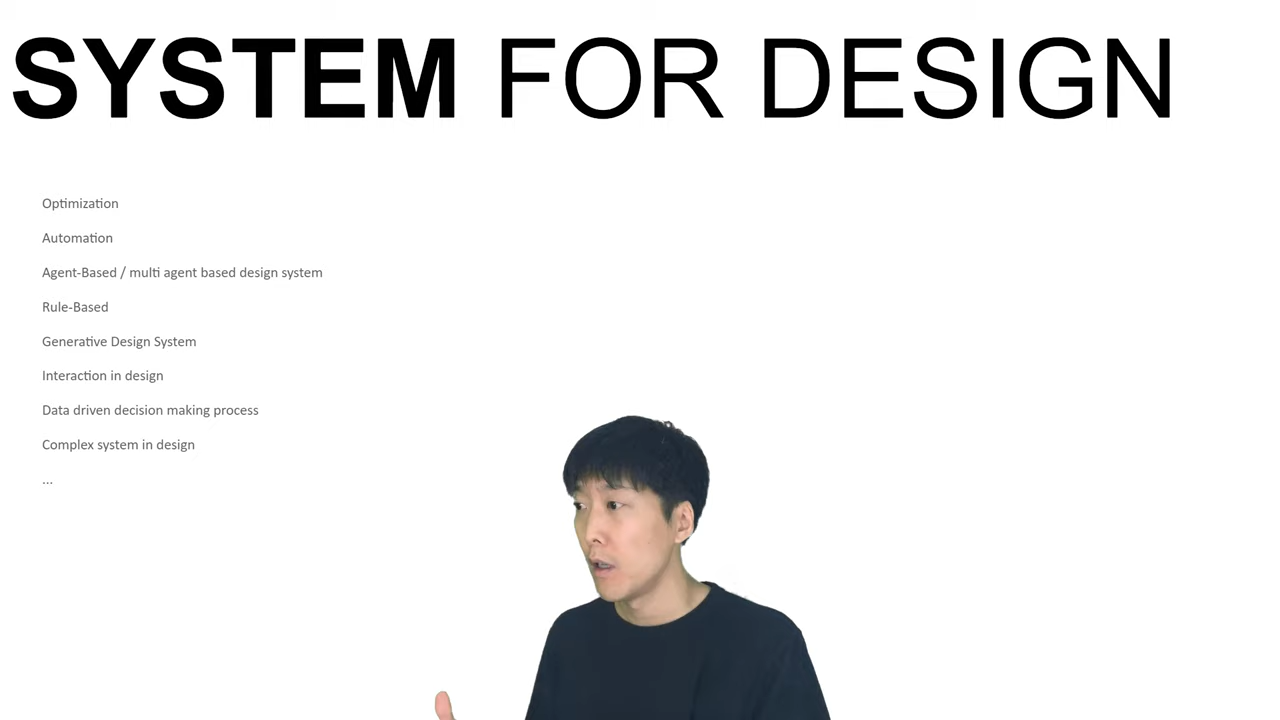 SYSTEM FOR DESIGN
Optimization
Automation
Agent-Based / multi agent based design system
Rule-Based
Generative Design System
Interaction in design
Data driven decision making process
Complex system in design
...